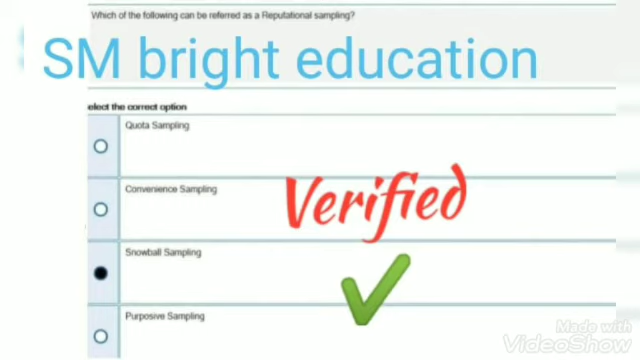 Which of the following can be referred as a Reputational sampling?
SM bright education
elect the correct option
Quota Sampling
Convenience Sampling
Verified
Snowball Sampling
Purposive Sampling
Made with
VideoShow